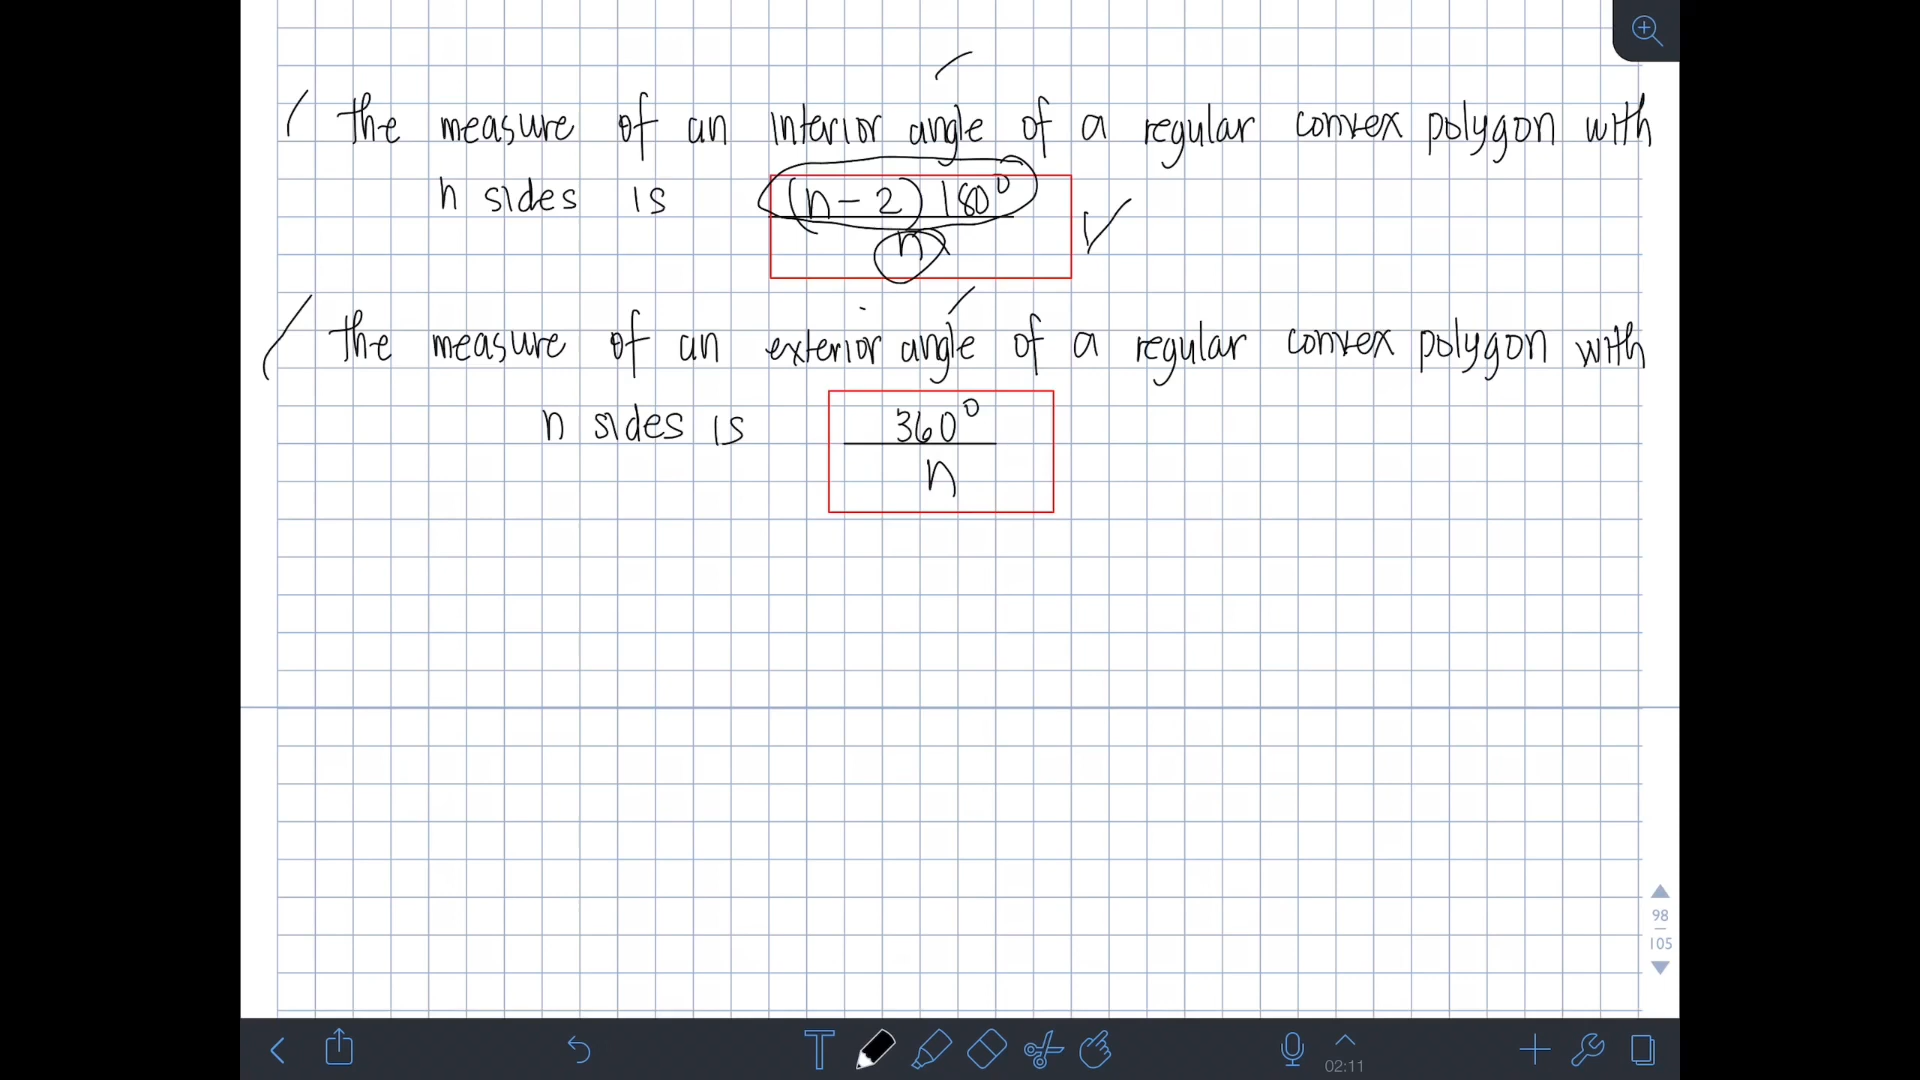 the measure of an interior angle of a regular convex polygon with
n sides is (n-2) 180°
n
the measure of an exterior angle of a regular convex polygon with
n sides is 360°
n
98
105
T
02:11